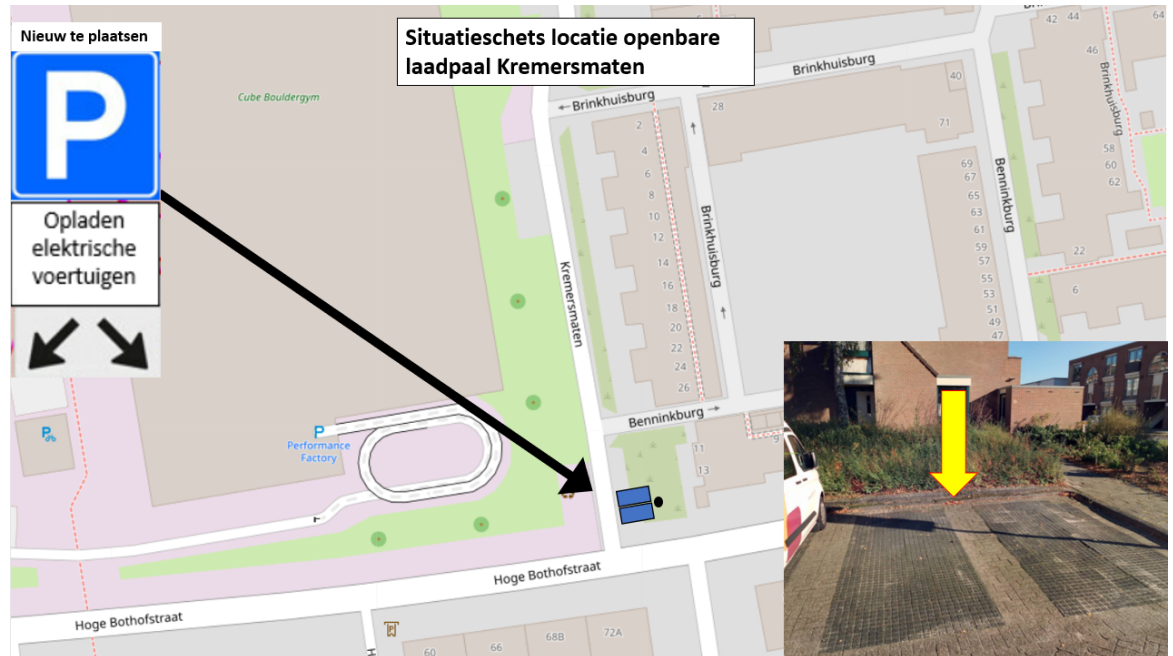 Nieuw te plaatsen
P
Opladen
elektrische
voertuigen
Situatieschets locatie openbare
laadpaal Kremersmaten
Cube Bouldergym
Brinkhuisburg
Brinkhuisburg
Brinkhuisburg
Brinkhuisburg
Benninkburg
Benninkburg
Kremersmaten
P
Performance
Factory
P
Hoge Bothofstraat
Hoge Bothofstraat
P
2
4
6
8
10
12
14
16
18
20
22
24
26
28
40
71
69
67
65
63
61
59
57
55
53
51
49
47
42
44
64
46
58
60
62
22
6
11
13
9
60
66
68B
72A